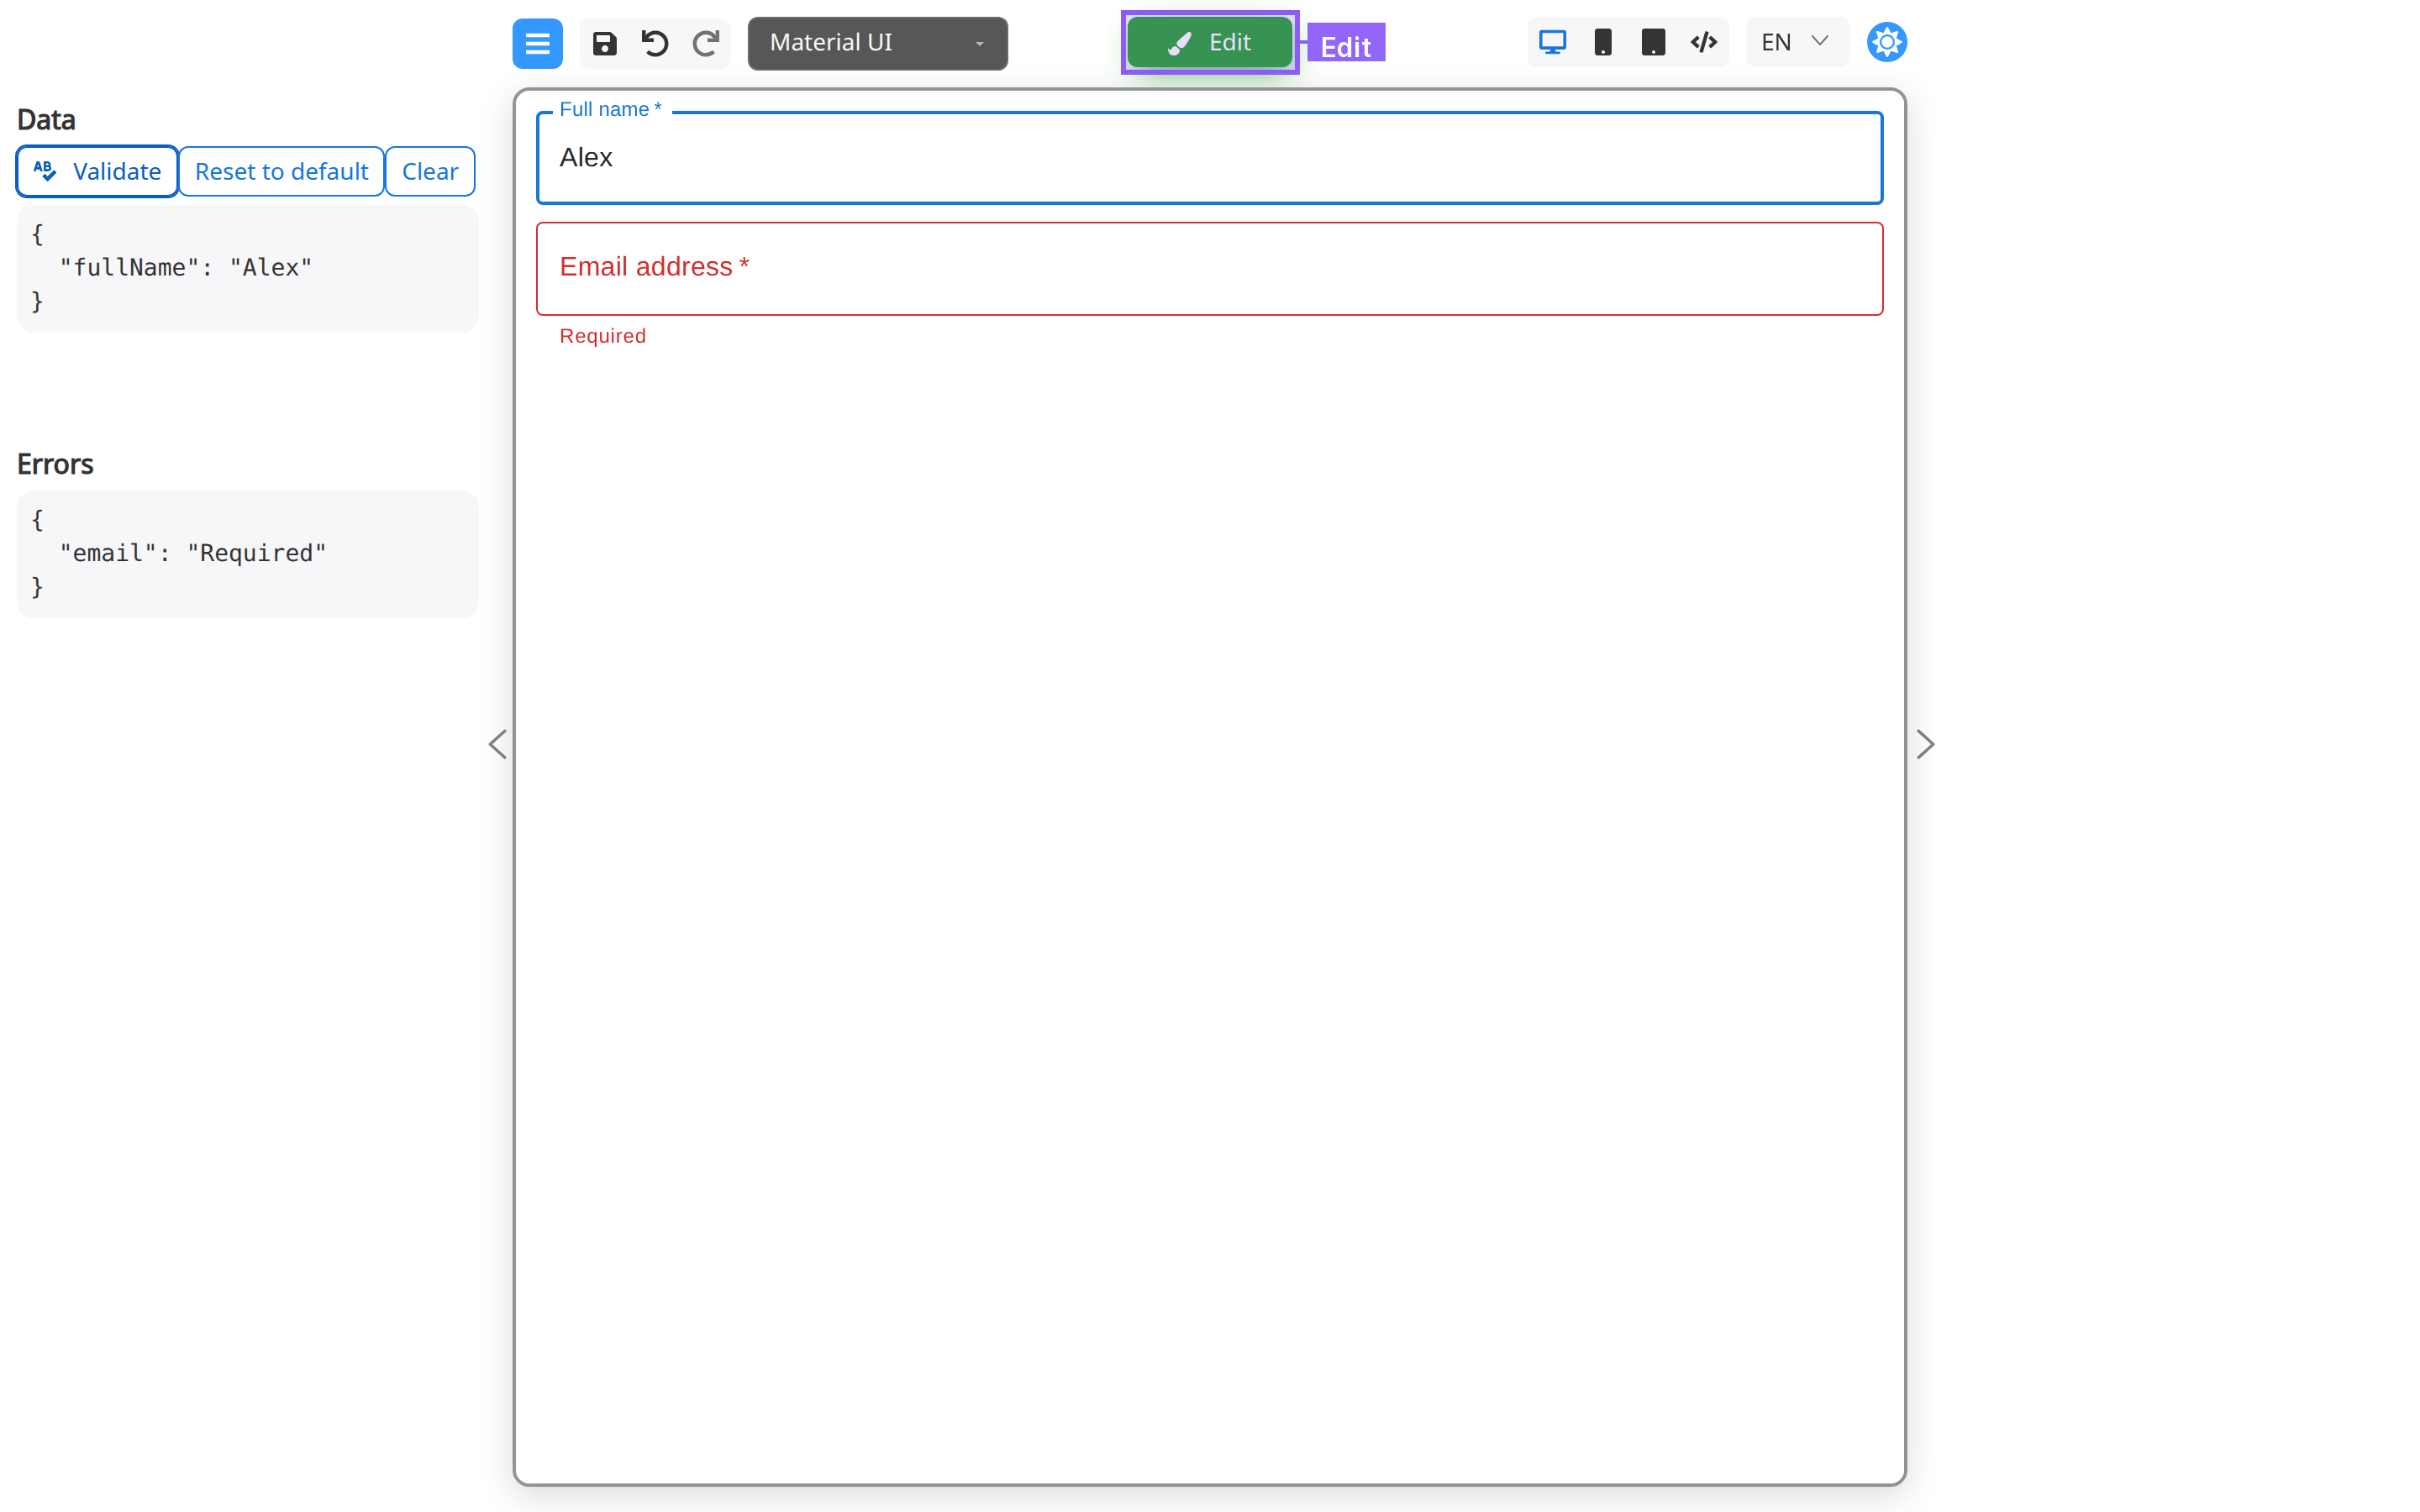 Material UI
Edit
Edit
EN
Data
Validate
Reset to default
Clear
{
"fullName": "Alex"
}
Errors
{
"email": "Required"
}
Full name *
Alex
Email address *
Required